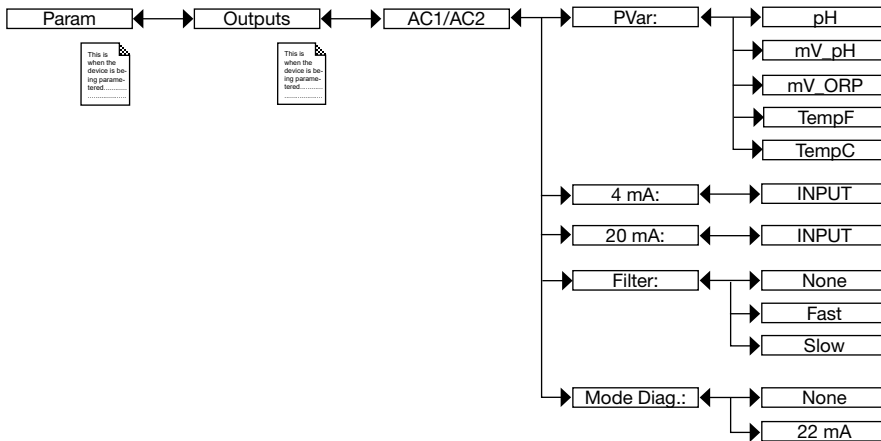 Param Outputs AC1/AC2 PVar: pH
This is
when the
device is be-
ing parame-
tered............
......................
This is
when the
device is be-
ing parame-
tered............
......................
mV_pH
mV_ORP
TempF
TempC
4 mA: INPUT
20 mA: INPUT
Filter: None
Fast
Slow
Mode Diag.: None
22 mA